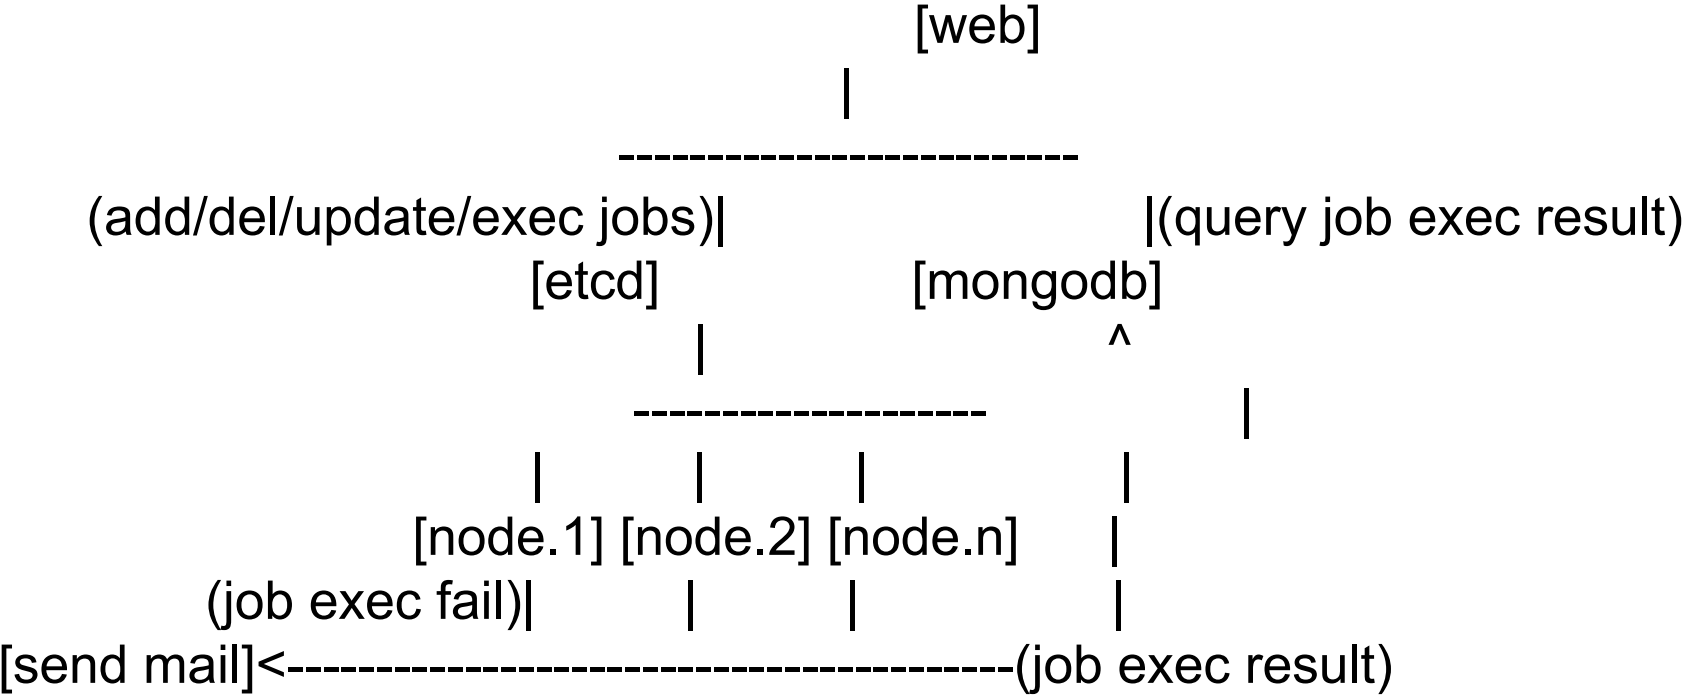 [web]
|
--------------------------
(add/del/update/exec jobs)| |(query job exec result)
[etcd] [mongodb]
| ^
-------------------- |
| | | |
[node.1] [node.2] [node.n] |
(job exec fail)| | | |
[send mail]<-----------------------------------------(job exec result)